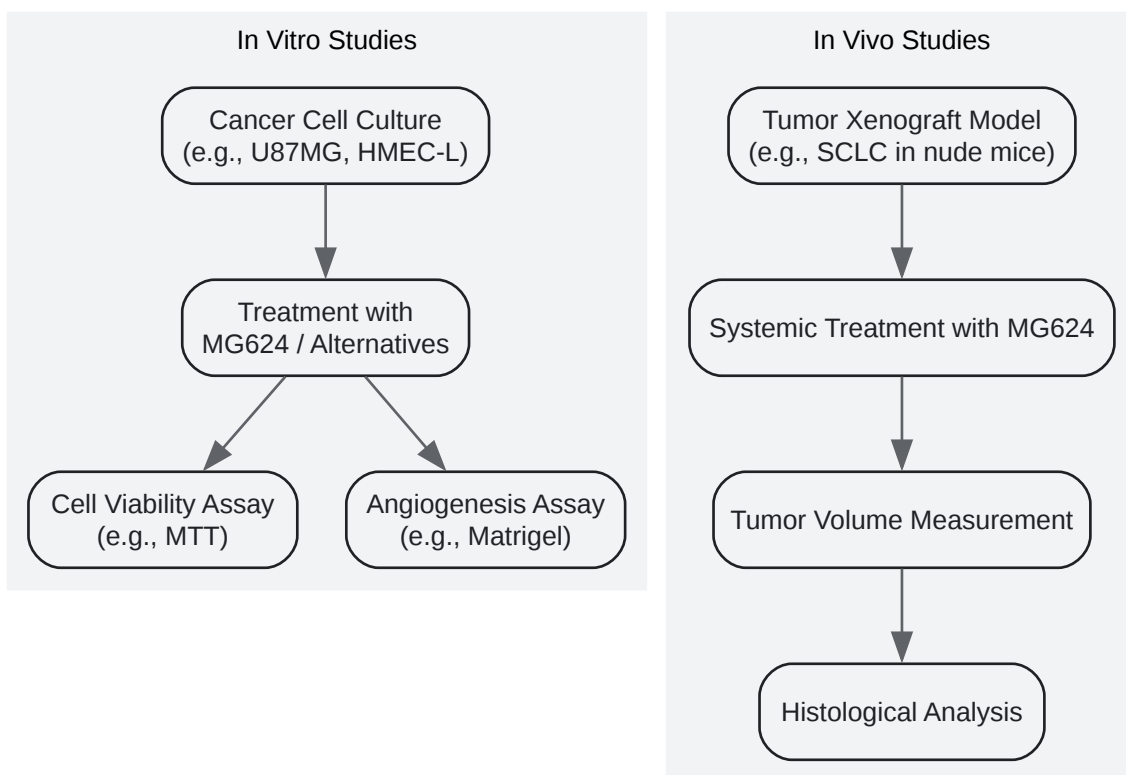 In Vitro Studies
Cancer Cell Culture
(e.g., U87MG, HMEC-L)
Treatment with
MG624 / Alternatives
Cell Viability Assay
(e.g., MTT)
Angiogenesis Assay
(e.g., Matrigel)
In Vivo Studies
Tumor Xenograft Model
(e.g., SCLC in nude mice)
Systemic Treatment with MG624
Tumor Volume Measurement
Histological Analysis